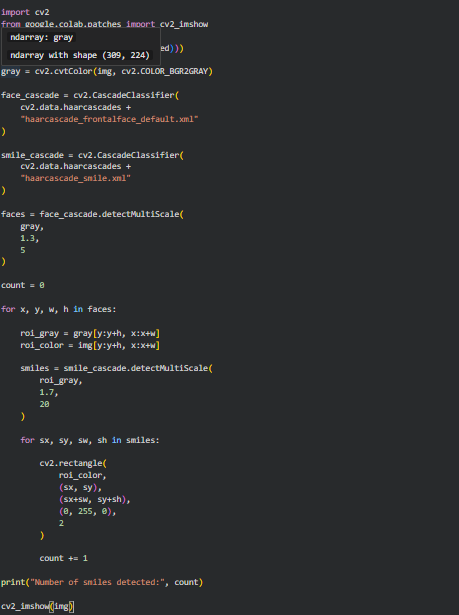 import cv2
from google.colab.patches import cv2_imshow
ndarray: gray
ed)))
ndarray with shape (309, 224)
gray = cv2.cvtColor(img, cv2.COLOR_BGR2GRAY)
face_cascade = cv2.CascadeClassifier(
cv2.data.haarcascades +
"haarcascade_frontalface_default.xml"
)
smile_cascade = cv2.CascadeClassifier(
cv2.data.haarcascades +
"haarcascade_smile.xml"
)
faces = face_cascade.detectMultiScale(
gray,
1.3,
5
)
count = 0
for x, y, w, h in faces:
roi_gray = gray[y:y+h, x:x+w]
roi_color = img[y:y+h, x:x+w]
smiles = smile_cascade.detectMultiScale(
roi_gray,
1.7,
20
)
for sx, sy, sw, sh in smiles:
cv2.rectangle(
roi_color,
(sx, sy),
(sx+sw, sy+sh),
(0, 255, 0),
2
)
count += 1
print("Number of smiles detected:", count)
cv2_imshow(img)